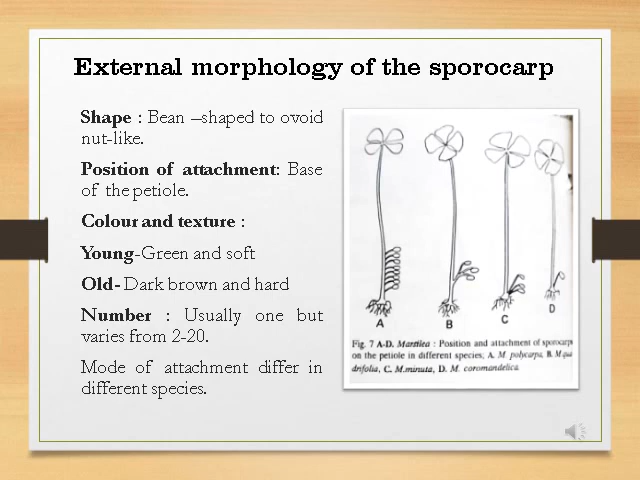 External morphology of the sporocarp
Shape : Bean –shaped to ovoid
nut-like.
Position of attachment: Base
of the petiole.
Colour and texture :
Young-Green and soft
Old- Dark brown and hard
Number : Usually one but
varies from 2-20.
Mode of attachment differ in
different species.
A B C D
Fig. 7 A-D. Marsilea : Position and attachment of sporocarps
on the petiole in different species; A. M. polycarpa, B. M. qua
drifolia, C. M. minuta, D. M. coromandelica.